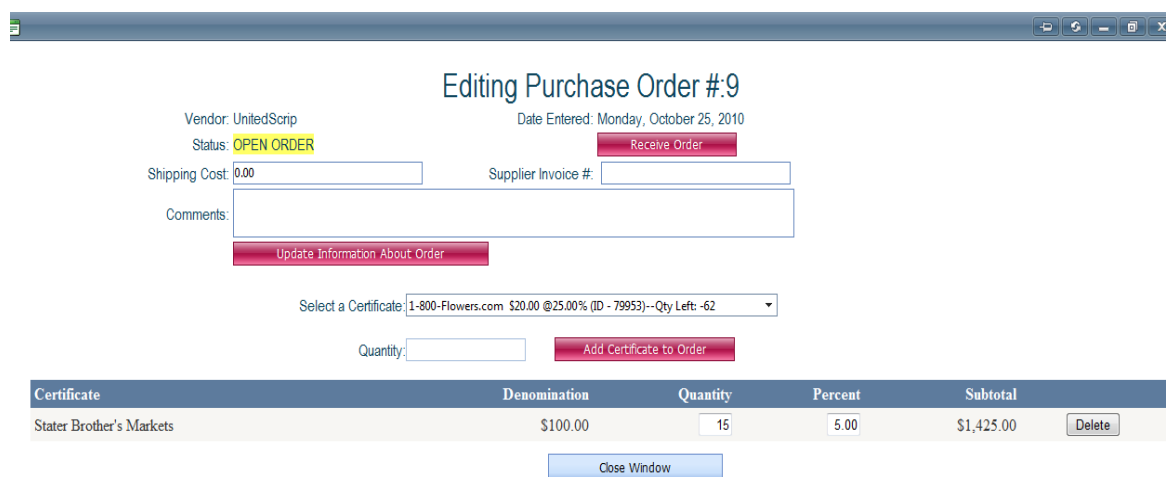 Editing Purchase Order #:9
Vendor: UnitedScrip Date Entered: Monday, October 25, 2010
Status: OPEN ORDER Receive Order
Shipping Cost: 0.00 Supplier Invoice #:
Comments:
Update Information About Order
Select a Certificate: 1-800-Flowers.com $20.00 @25.00% (ID - 79953)--Qty Left: -62
Quantity: Add Certificate to Order
Certificate Denomination Quantity Percent Subtotal
Stater Brother's Markets $100.00 15 5.00 $1,425.00 Delete
Close Window